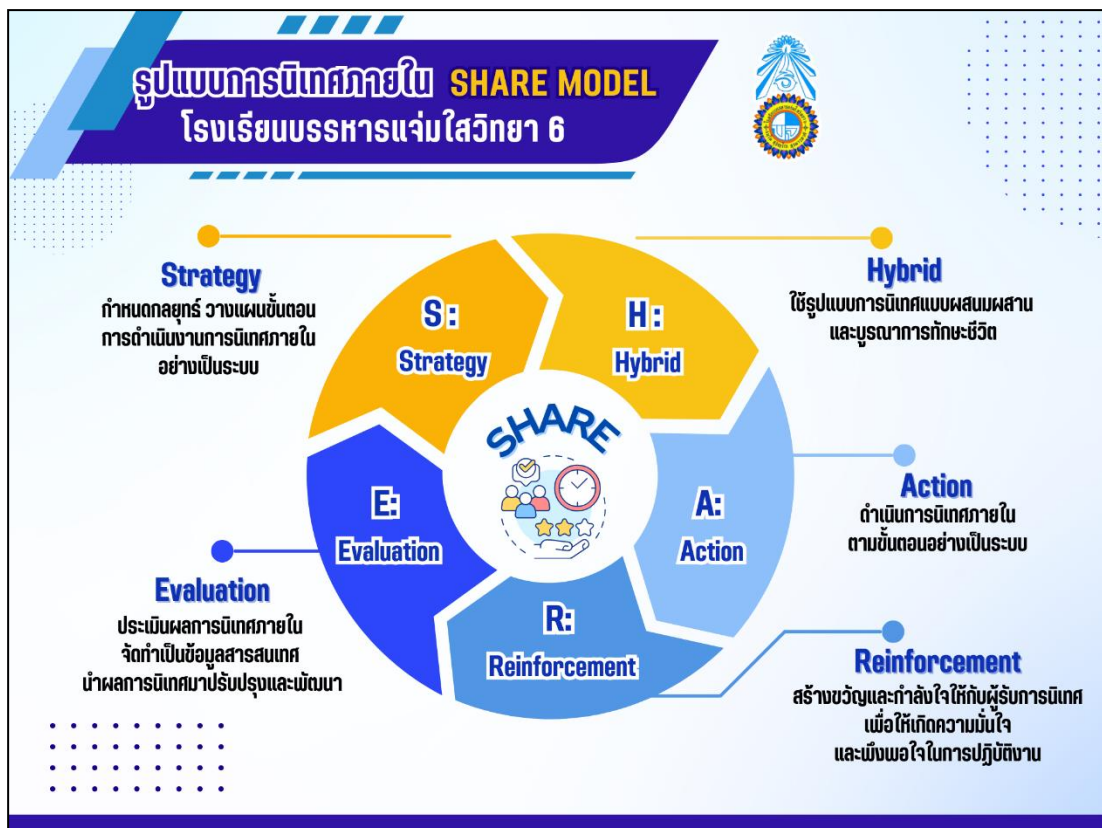 รูปแบบการนิเทศภายใน SHARE MODEL
โรงเรียนบรรหารแจ่มใสวิทยา 6
Strategy
กำหนดกลยุทธ์ วางแผนขั้นตอน
การดำเนินงานการนิเทศภายใน
อย่างเป็นระบบ
Hybrid
ใช้รูปแบบการนิเทศแบบผสมผสาน
และบูรณาการทักษะชีวิต
S:
Strategy
H:
Hybrid
SHARE
E:
Evaluation
A:
Action
R:
Reinforcement
Action
ดำเนินการนิเทศภายใน
ตามขั้นตอนอย่างเป็นระบบ
Evaluation
ประเมินผลการนิเทศภายใน
จัดทำเป็นข้อมูลสารสนเทศ
นำผลการนิเทศมาปรับปรุงและพัฒนา
Reinforcement
สร้างขวัญและกำลังใจให้กับผู้รับการนิเทศ
เพื่อให้เกิดความมั่นใจ
และพึงพอใจในการปฏิบัติงาน